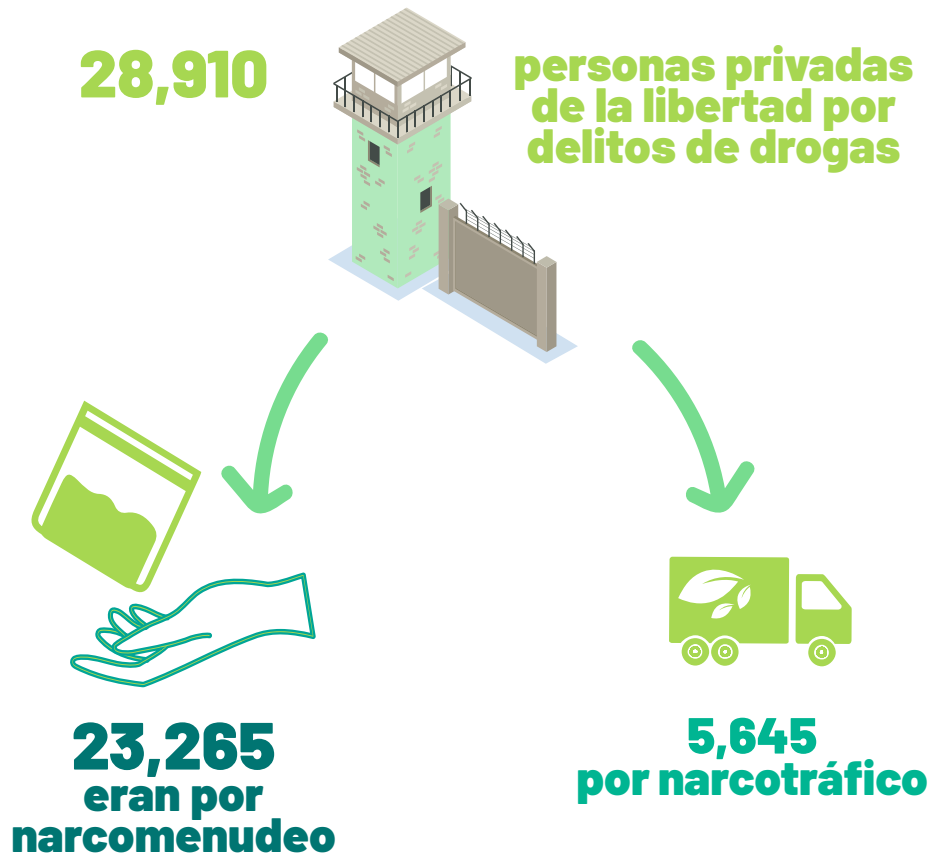 28,910
personas privadas
de la libertad por
delitos de drogas
23,265
eran por
narcomenudeo
5,645
por narcotráfico